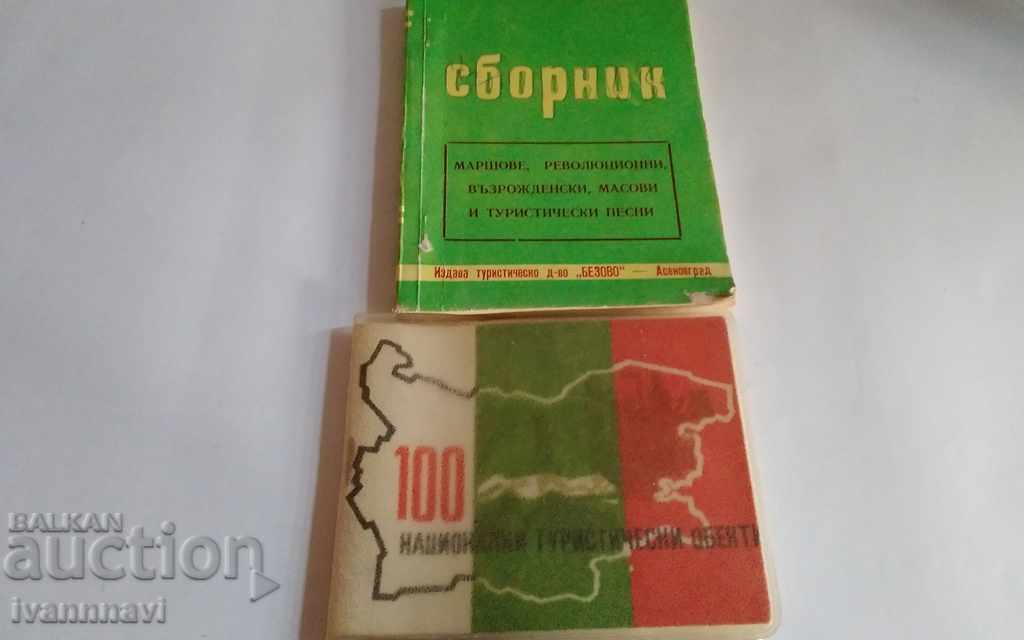 сборник
МАРШОВЕ, РЕВОЛЮЦИОННИ,
ВЪЗРОЖДЕНСКИ, МАСОВИ
И ТУРИСТИЧЕСКИ ПЕСНИ
Издава туристическо д-во „БЕЗОВО" — Асеновград
100
НАЦИОНАЛНИ ТУРИСТИЧЕСКИ ОБЕКТИ
BALKAN
auction
ivannnavi